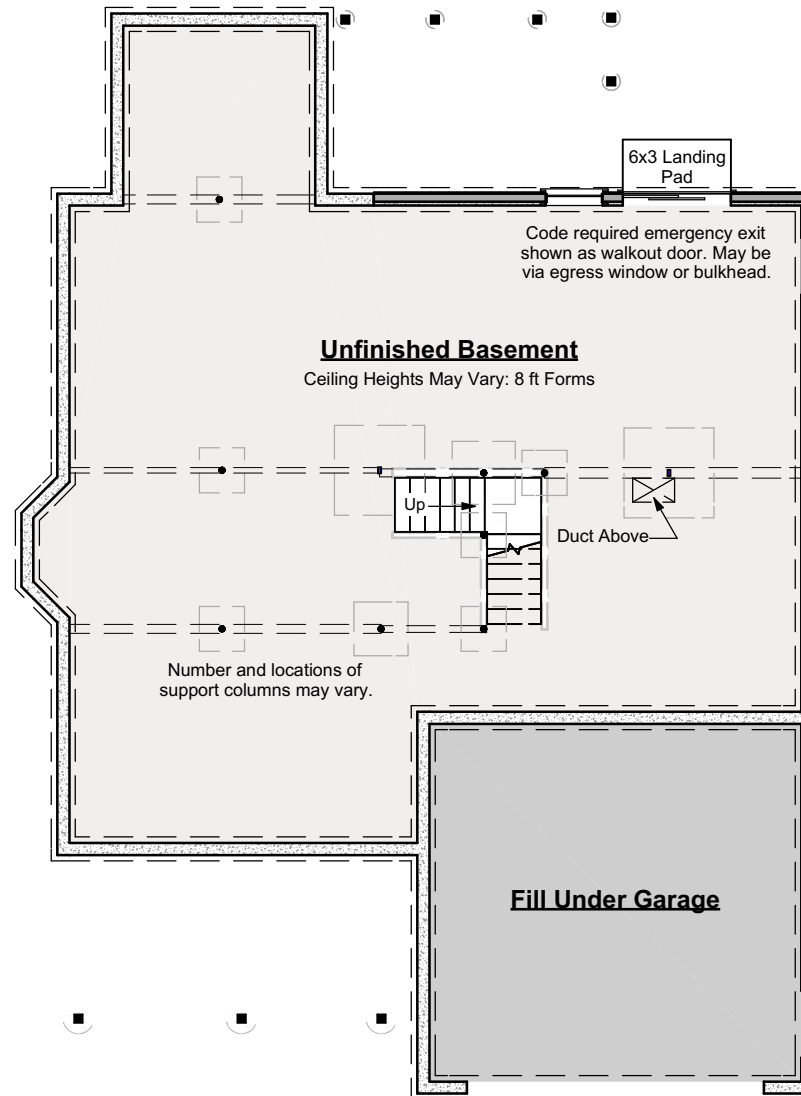 6x3 Landing
Pad
Code required emergency exit
shown as walkout door. May be
via egress window or bulkhead.
Unfinished Basement
Ceiling Heights May Vary: 8 ft Forms
Up
Duct Above
Number and locations of
support columns may vary.
Fill Under Garage